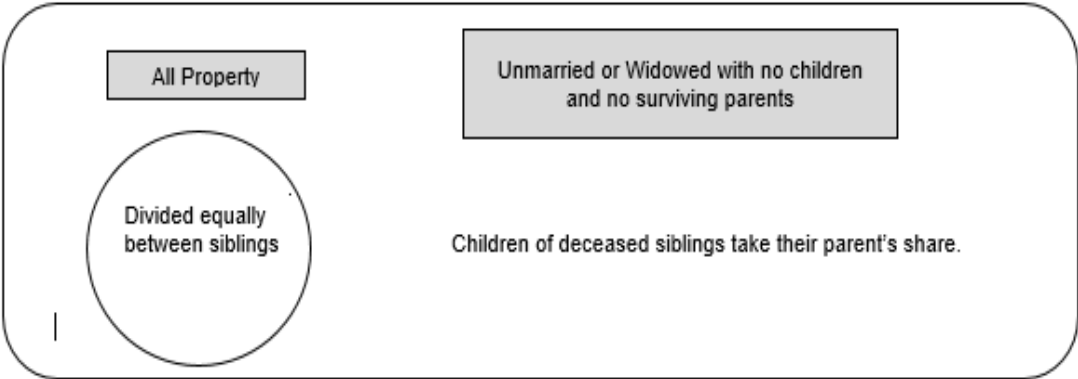 All Property
Unmarried or Widowed with no children
and no surviving parents
Divided equally
between siblings
Children of deceased siblings take their parent's share.